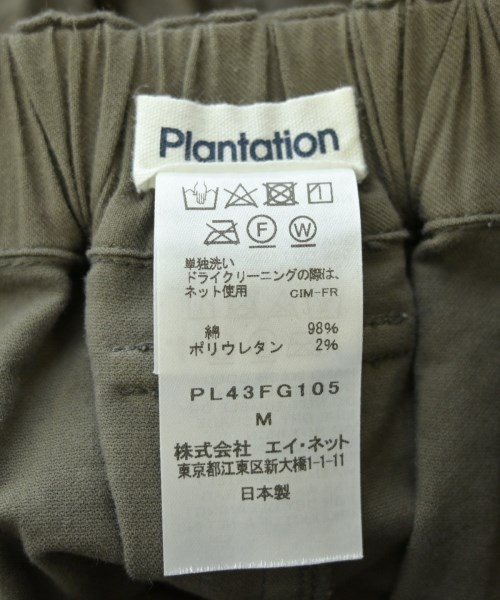 Plantation
F W
単独洗い
ドライクリーニングの際は、
ネット使用 CIM-FR
綿 98%
ポリウレタン 2%
PL43FG105
M
株式会社 エイ・ネット
東京都江東区新大橋1-1-11
日本製